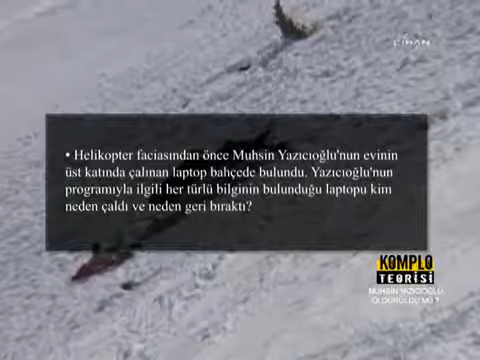 cihan
• Helikopter faciasından önce Muhsin Yazıcıoğlu'nun evinin
üst katında çalınan laptop bahçede bulundu. Yazıcıoğlu'nun
programıyla ilgili her türlü bilginin bulunduğu laptopu kim
neden çaldı ve neden geri bıraktı?
KOMPLO
TEORİSİ
MUHSİN YAZICIOĞLU
ÖLDÜRÜLDÜ MÜ ?